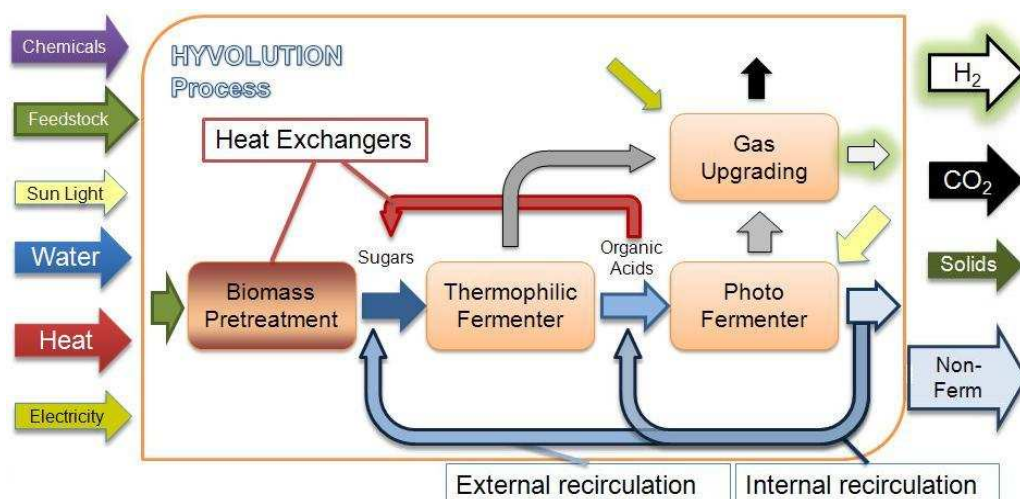 Chemicals
Feedstock
Sun Light
Water
Heat
Electricity
HYVOLUTION
Process
Heat Exchangers
Sugars
Organic
Acids
Biomass
Pretreatment
Thermophilic
Fermenter
Photo
Fermenter
Gas
Upgrading
H₂
CO₂
Solids
Non-
Ferm
External recirculation
Internal recirculation